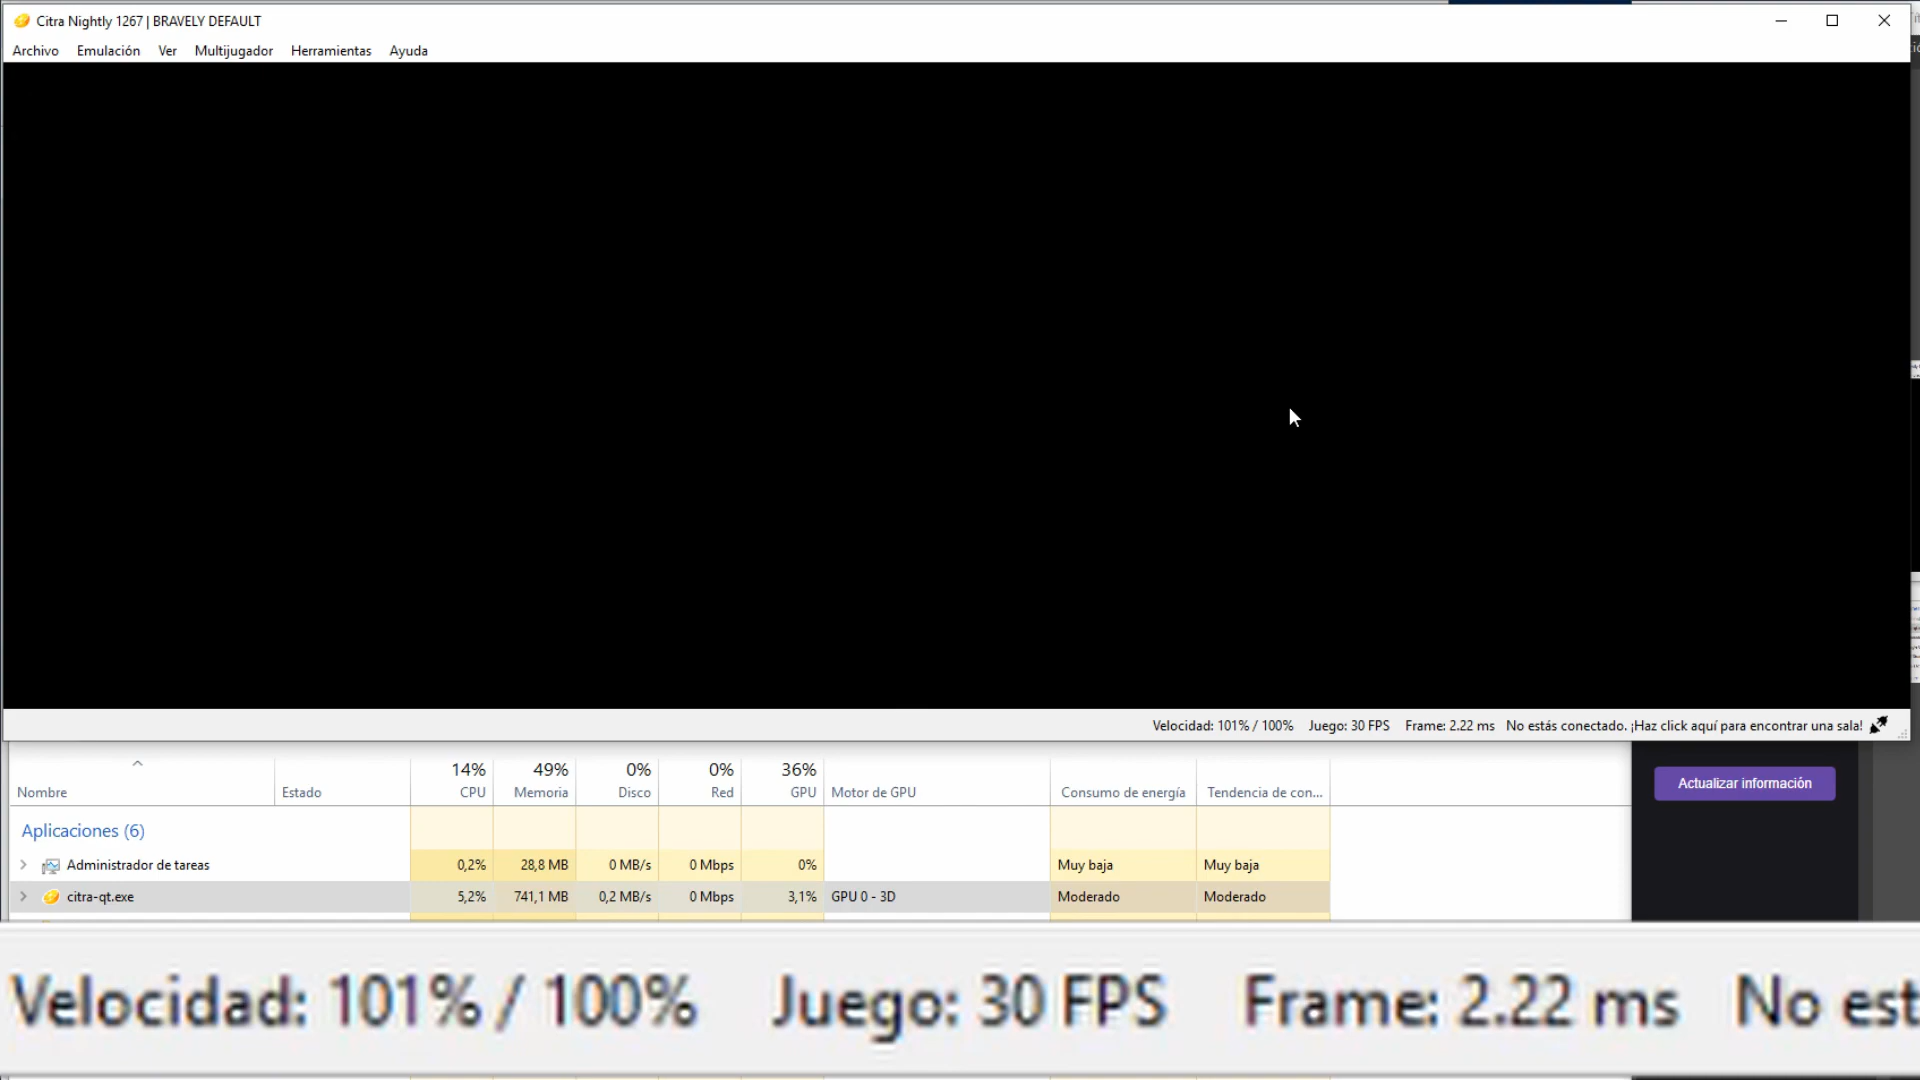 Citra Nightly 1267 | BRAVELY DEFAULT
Archivo Emulación Ver Multijugador Herramientas Ayuda
Velocidad: 101% / 100% Juego: 30 FPS Frame: 2.22 ms No estás conectado. ¡Haz click aquí para encontrar una sala!
14% 49% 0% 0% 36%
Nombre Estado CPU Memoria Disco Red GPU Motor de GPU Consumo de energía Tendencia de con...
Actualizar información
Aplicaciones (6)
Administrador de tareas 0,2% 28,8 MB 0 MB/s 0 Mbps 0% Muy baja Muy baja
citra-qt.exe 5,2% 741,1 MB 0,2 MB/s 0 Mbps 3,1% GPU 0 - 3D Moderado Moderado
Velocidad: 101% / 100% Juego: 30 FPS Frame: 2.22 ms No est